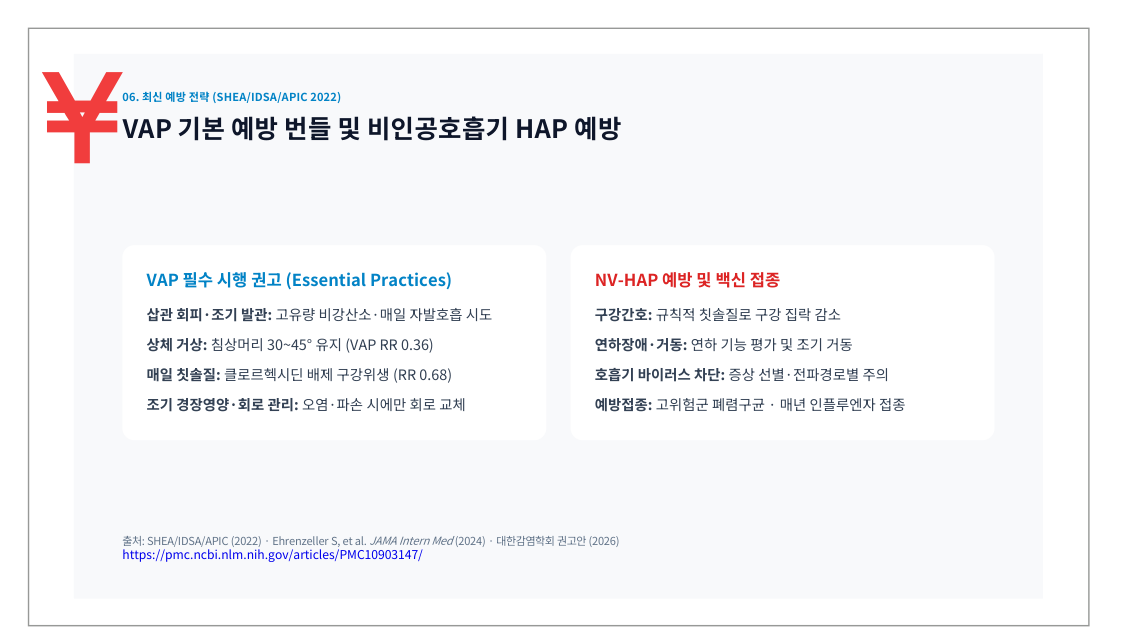 ¥
06. 최신 예방 전략 (SHEA/IDSA/APIC 2022)
VAP 기본 예방 번들 및 비인공호흡기 HAP 예방
VAP 필수 시행 권고 (Essential Practices)
삽관 회피·조기 발관: 고유량 비강산소·매일 자발호흡 시도
상체 거상: 침상머리 30~45° 유지 (VAP RR 0.36)
매일 칫솔질: 클로르헥시딘 배제 구강위생 (RR 0.68)
조기 경장영양·회로 관리: 오염·파손 시에만 회로 교체
NV-HAP 예방 및 백신 접종
구강간호: 규칙적 칫솔질로 구강 집락 감소
연하장애·거동: 연하 기능 평가 및 조기 거동
호흡기 바이러스 차단: 증상 선별·전파경로별 주의
예방접종: 고위험군 폐렴구균 · 매년 인플루엔자 접종
출처: SHEA/IDSA/APIC (2022) · Ehrenzeller S, et al. JAMA Intern Med (2024) · 대한감염학회 권고안 (2026)
https://pmc.ncbi.nlm.nih.gov/articles/PMC10903147/